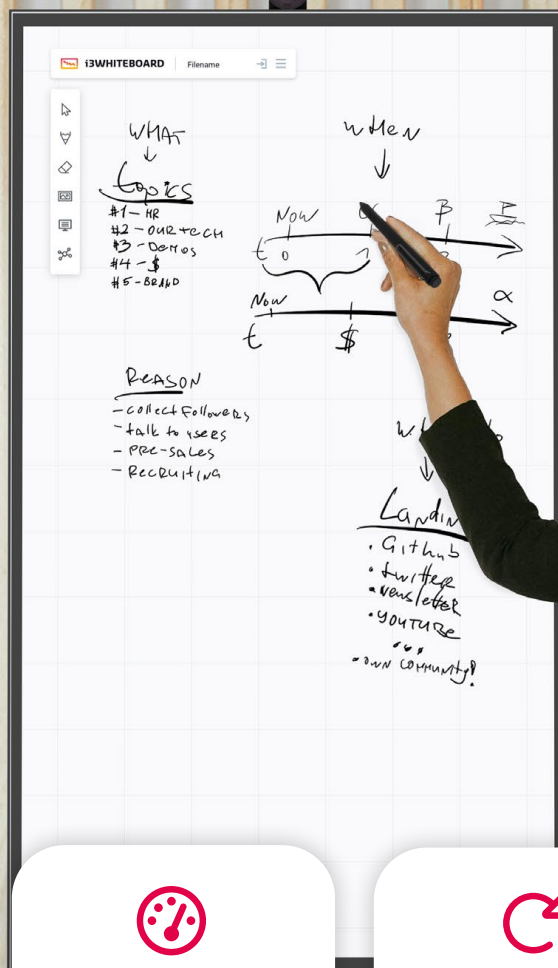 i3WHITEBOARD
Filename
WHAT
topics
#1 - HR
#2 - OUR tECH
#3 - DEMOS
#4 - $
#5 - BRAND
wHeN
Now
β
t 0 1
Now
α
t $
REASON
- collect Followers
- talk to users
- PRE-SALES
- RecRuitiNG
Landin
• Github
• twitter
• Newsletter
• YOUTUBE
...
• OWN COMMUNITY!